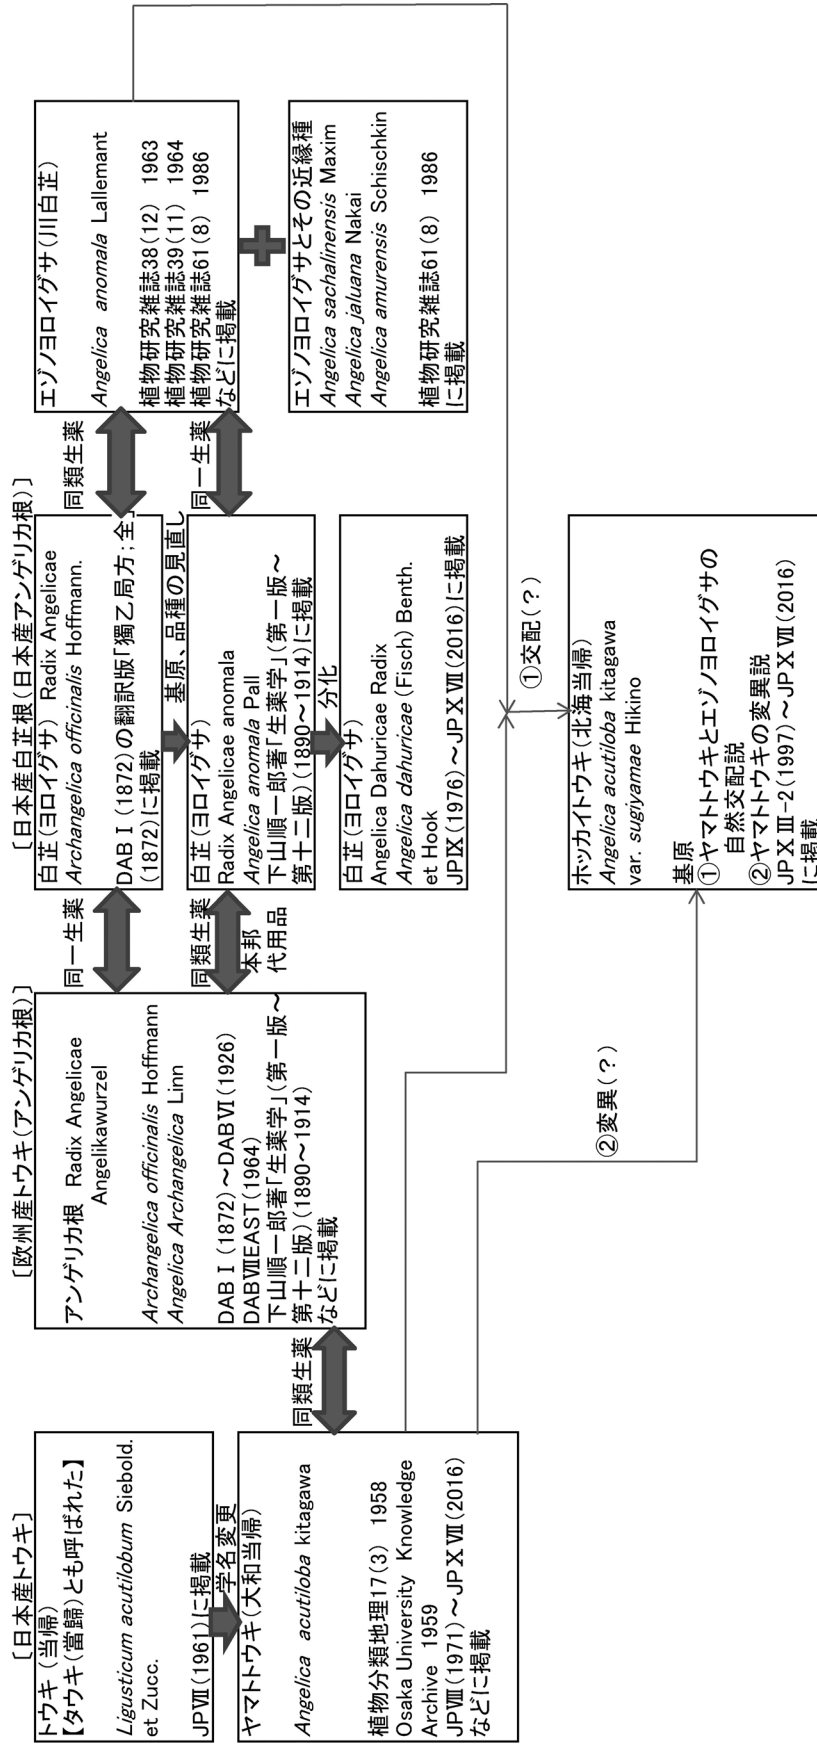 ［日本産トウキ］
トウキ（当帰）
【タウキ（當歸）とも呼ばれた】
Ligusticum acutilobum Siebold.
et Zucc.
JPⅦ（1961）に掲載
学名変更
ヤマトトウキ（大和当帰）
Angelica acutiloba kitagawa
植物分類地理17（3） 1958
Osaka University Knowledge
Archive 1959
JPⅧ（1971）～JPⅩⅦ（2016）
などに掲載
同類生薬
［欧州産トウキ（アンゲリカ根）］
アンゲリカ根 Radix Angelicae
Angelikawurzel
Archangelica officinalis Hoffmann
Angelica Archangelica Linn
DABⅠ（1872）～DABⅥ（1926）
DABⅦEAST（1964）
下山順一郎著「生薬学」（第一版～
第十二版）（1890～1914）
などに掲載
同一生薬
同類生薬
本邦
代用品
［日本産白芷根（日本産アンゲリカ根）］
白芷（ヨロイグサ） Radix Angelicae
Archangelica officinalis Hoffmann.
DABⅠ（1872）の翻訳版「獨乙局方；全」
（1872）に掲載
基原、品種の見直し
白芷（ヨロイグサ）
Radix Angelicae anomala
Angelica anomala Pall
下山順一郎著「生薬学」（第一版～
第十二版）（1890～1914）に掲載
分化
白芷（ヨロイグサ）
Angelica Dahuricae Radix
Angelica dahuricae (Fisch) Benth.
et Hook
JPⅨ（1976）～JPⅩⅦ（2016）に掲載
同類生薬
同一生薬
エゾノヨロイグサ（川白芷）
Angelica anomala Lallemant
植物研究雑誌38（12） 1963
植物研究雑誌39（11） 1964
植物研究雑誌61（8） 1986
などに掲載
エゾノヨロイグサとその近縁種
Angelica sachalinensis Maxim
Angelica jaluana Nakai
Angelica amurensis Schischkin
植物研究雑誌61（8） 1986
に掲載
①交配（？）
②変異（？）
ホッカイトウキ（北海当帰）
Angelica acutiloba kitagawa
var. sugiyamae Hikino
基原
①ヤマトトウキとエゾノヨロイグサの
自然交配説
②ヤマトトウキの変異説
JPⅩⅢ-2（1997）～JPⅩⅦ（2016）
に掲載